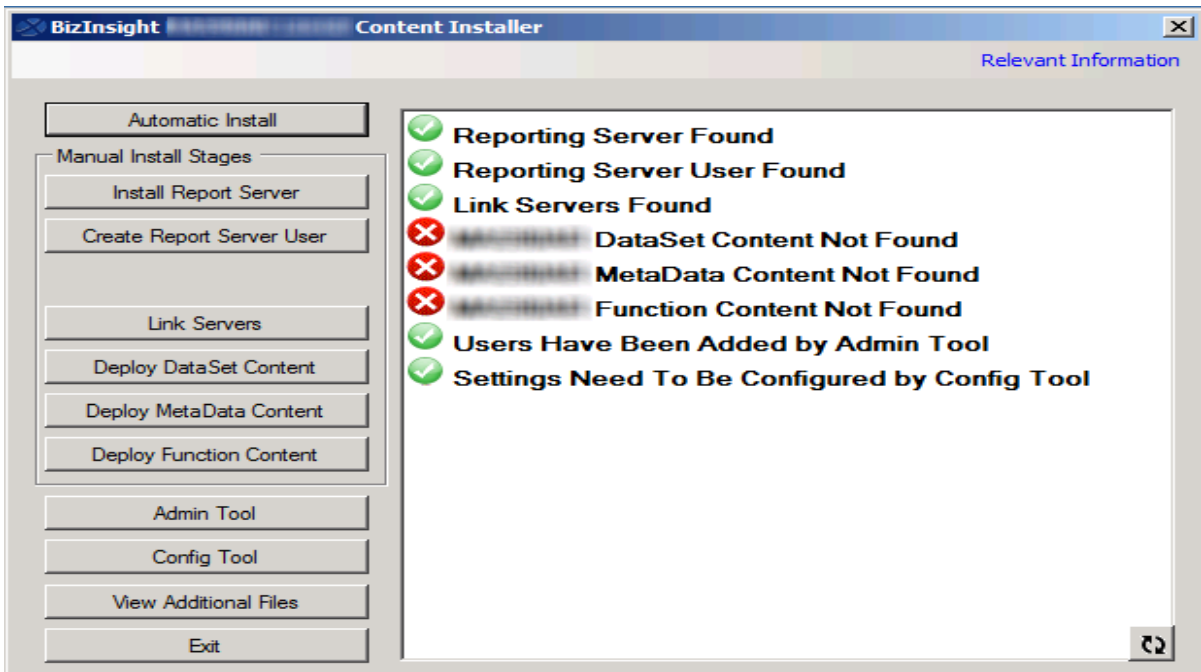 BizInsight Content Installer
Relevant Information
Automatic Install
Manual Install Stages
Install Report Server
Create Report Server User
Link Servers
Deploy DataSet Content
Deploy MetaData Content
Deploy Function Content
Admin Tool
Config Tool
View Additional Files
Exit
Reporting Server Found
Reporting Server User Found
Link Servers Found
DataSet Content Not Found
MetaData Content Not Found
Function Content Not Found
Users Have Been Added by Admin Tool
Settings Need To Be Configured by Config Tool